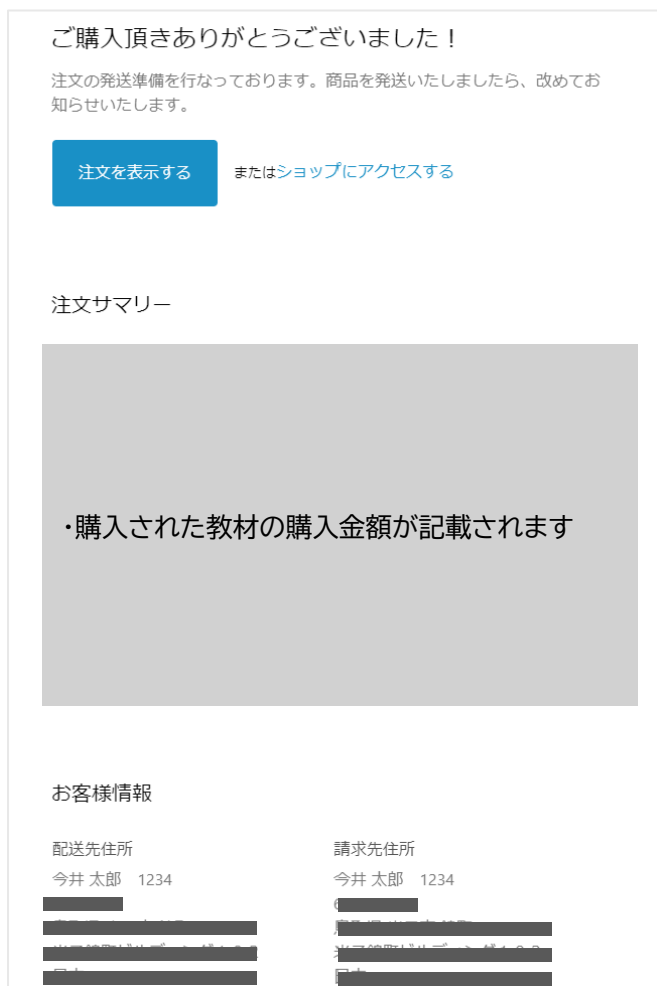 ご購入頂きありがとうございました！
注文の発送準備を行なっております。商品を発送いたしましたら、改めてお
知らせいたします。
注文を表示する またはショップにアクセスする
注文サマリー
・購入された教材の購入金額が記載されます
お客様情報
配送先住所 請求先住所
今井 太郎　1234 今井 太郎　1234